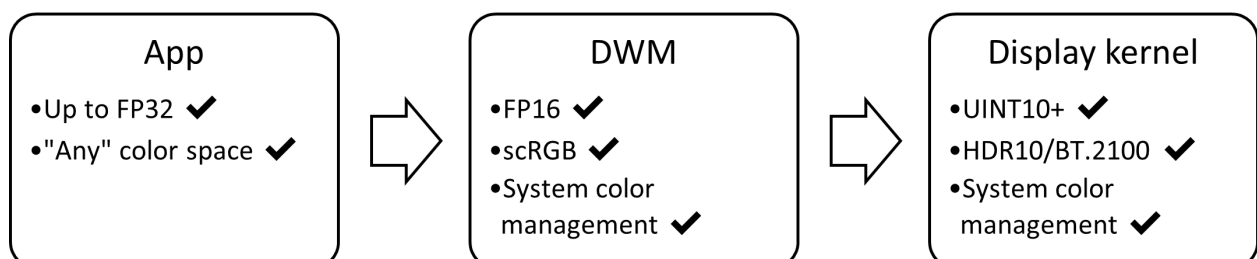 App
•Up to FP32 ✔
•"Any" color space ✔
DWM
•FP16 ✔
•scRGB ✔
•System color
management ✔
Display kernel
•UINT10+ ✔
•HDR10/BT.2100 ✔
•System color
management ✔